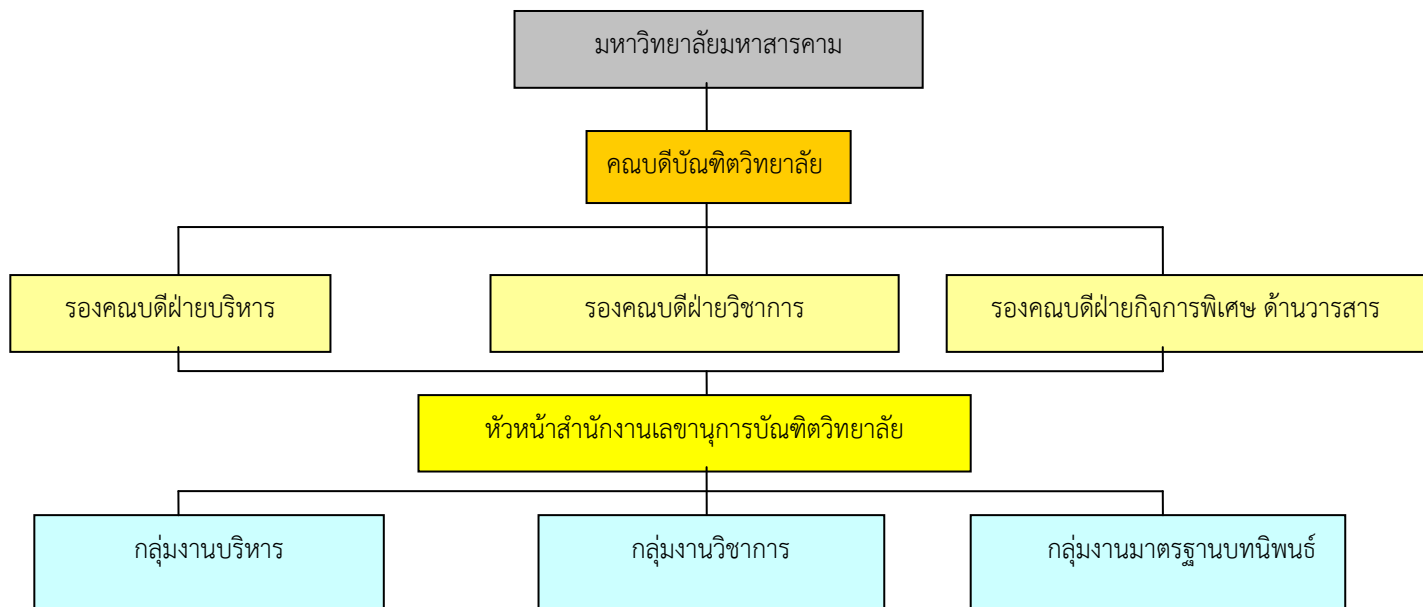 มหาวิทยาลัยมหาสารคาม
คณบดีบัณฑิตวิทยาลัย
รองคณบดีฝ่ายบริหาร
รองคณบดีฝ่ายวิชาการ
รองคณบดีฝ่ายกิจการพิเศษ ด้านวารสาร
หัวหน้าสำนักงานเลขานุการบัณฑิตวิทยาลัย
กลุ่มงานบริหาร
กลุ่มงานวิชาการ
กลุ่มงานมาตรฐานบทนิพนธ์